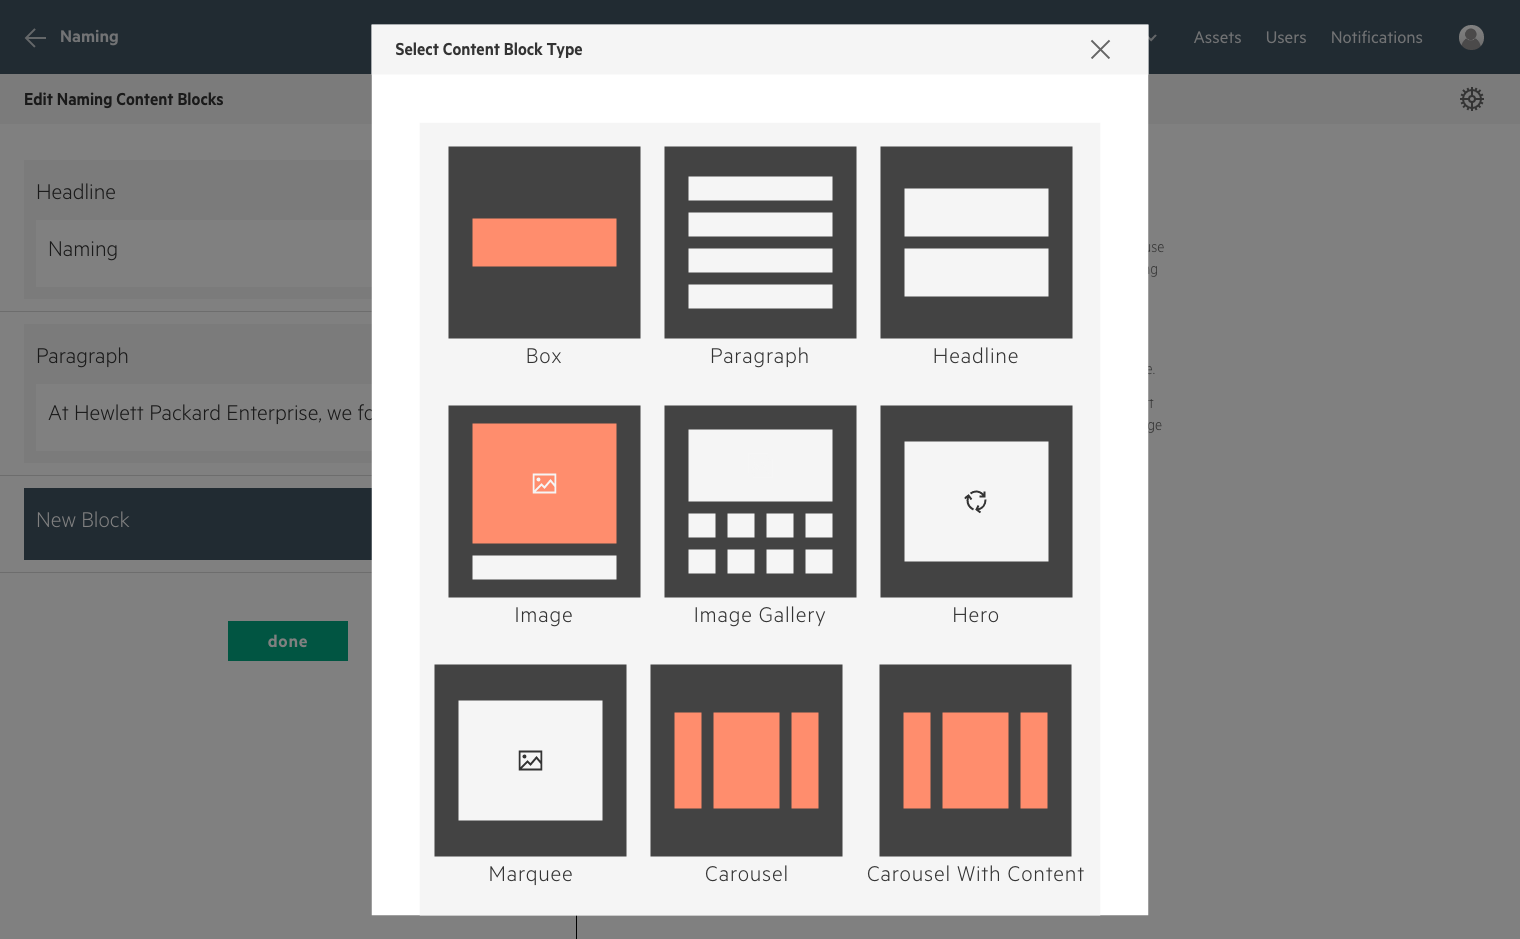 Naming
Select Content Block Type
Assets
Users
Notifications
Edit Naming Content Blocks
Headline
Naming
Paragraph
At Hewlett Packard Enterprise, we
New Block
done
Box
Paragraph
Headline
Image
Image Gallery
Hero
Marquee
Carousel
Carousel With Content